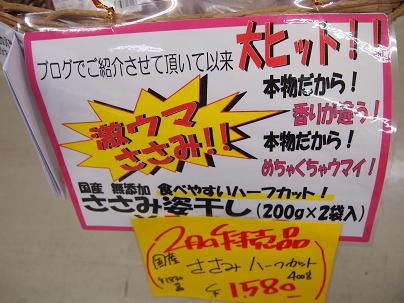 ブログでご紹介させて頂いて以来
大ヒット!!
激ウマ
ささみ!!
本物だから!
香りが違う!
本物だから!
めちゃくちゃウマイ!
国産 無添加 食べやすいハーフカット!
ささみ姿干し(200g×2袋入)
2月の特売品
国産 ささみ ハーフカット
400g
¥1580-